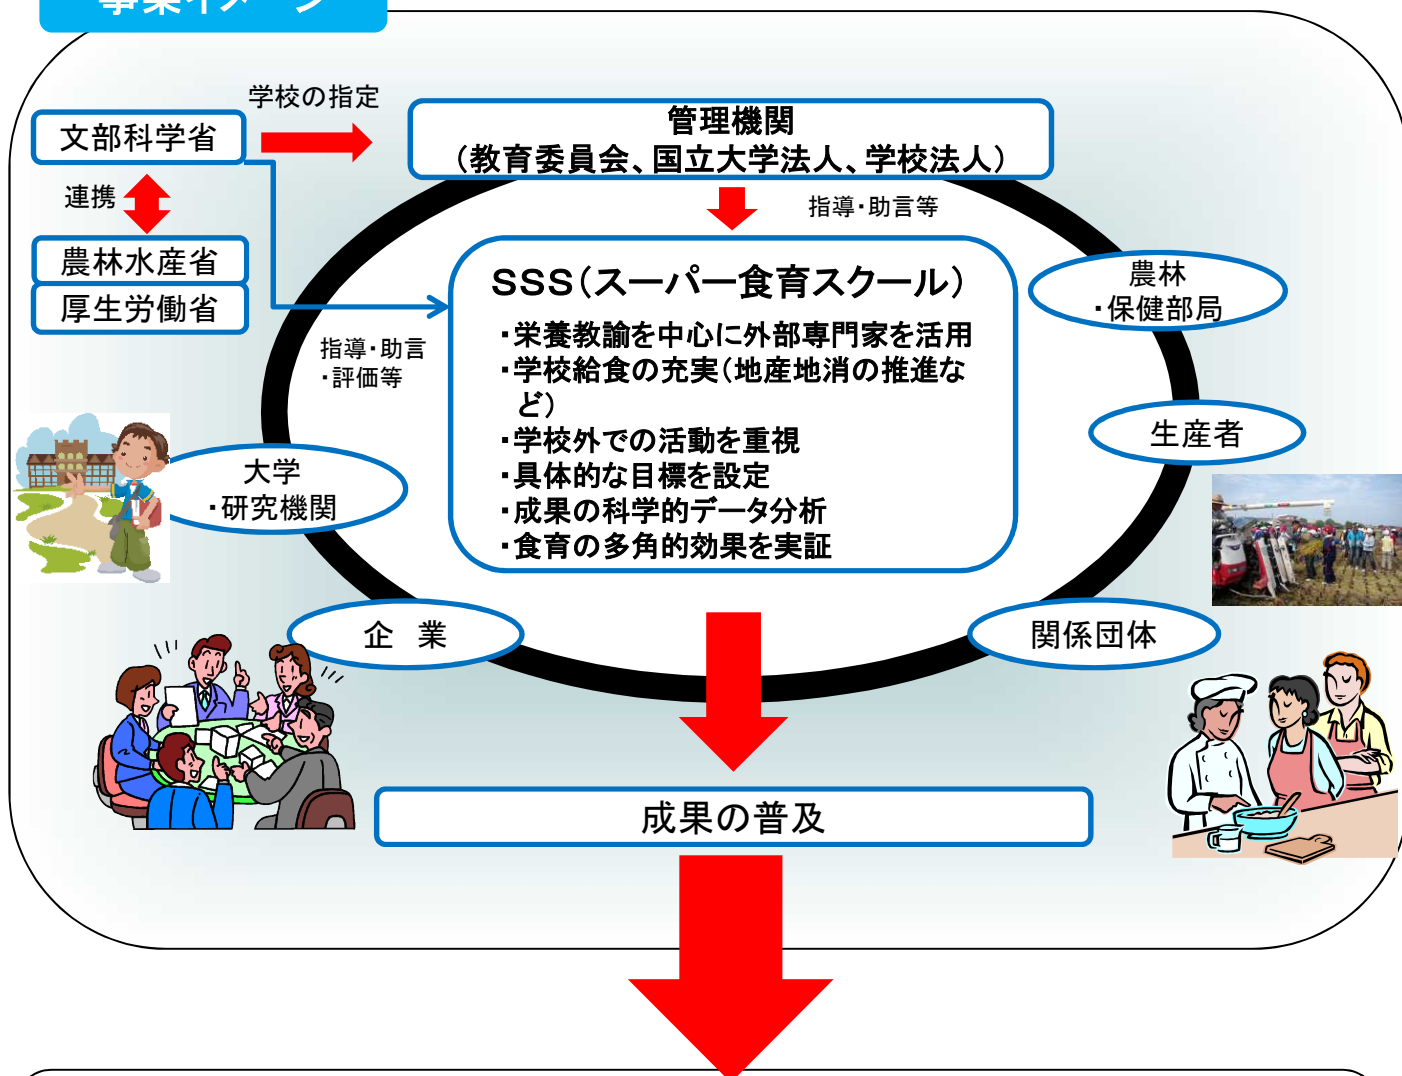 事業イメージ
学校の指定
文部科学省
管理機関
（教育委員会、国立大学法人、学校法人）
連携
指導・助言等
農林水産省
厚生労働省
SSS（スーパー食育スクール）
・栄養教諭を中心に外部専門家を活用
・学校給食の充実（地産地消の推進な
ど）
・学校外での活動を重視
・具体的な目標を設定
・成果の科学的データ分析
・食育の多角的効果を実証
指導・助言
・評価等
農林
・保健部局
生産者
大学
・研究機関
企　業
関係団体
成果の普及